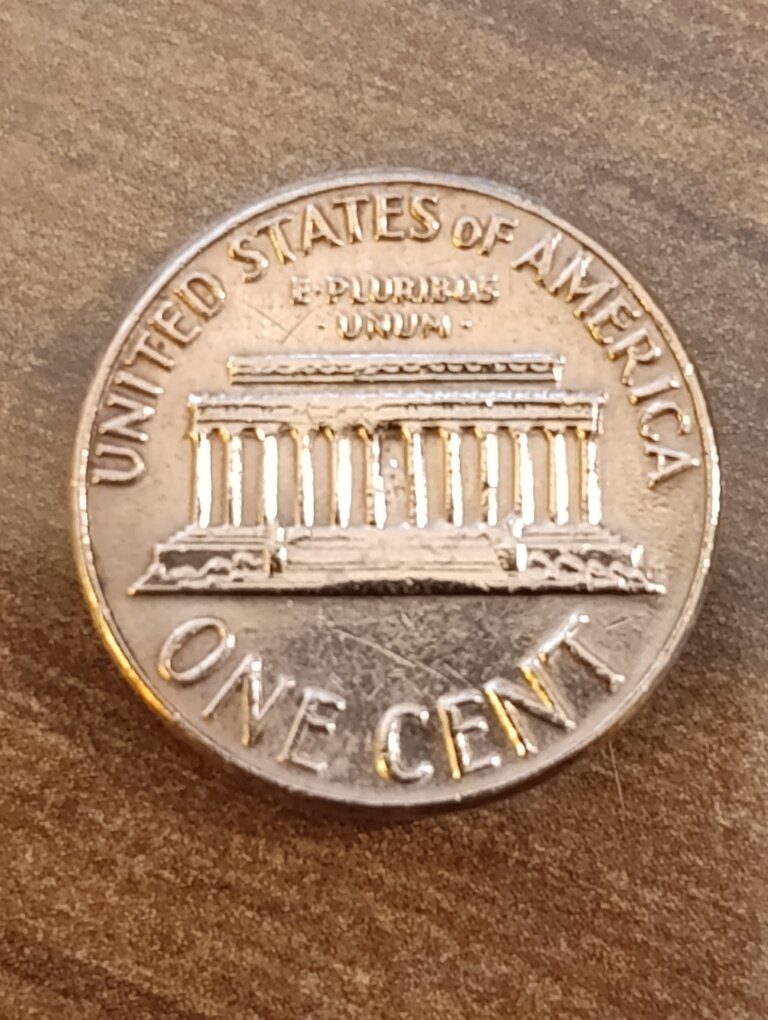 UNITED STATES OF AMERICA
E·PLURIBUS
·UNUM·
ONE CENT